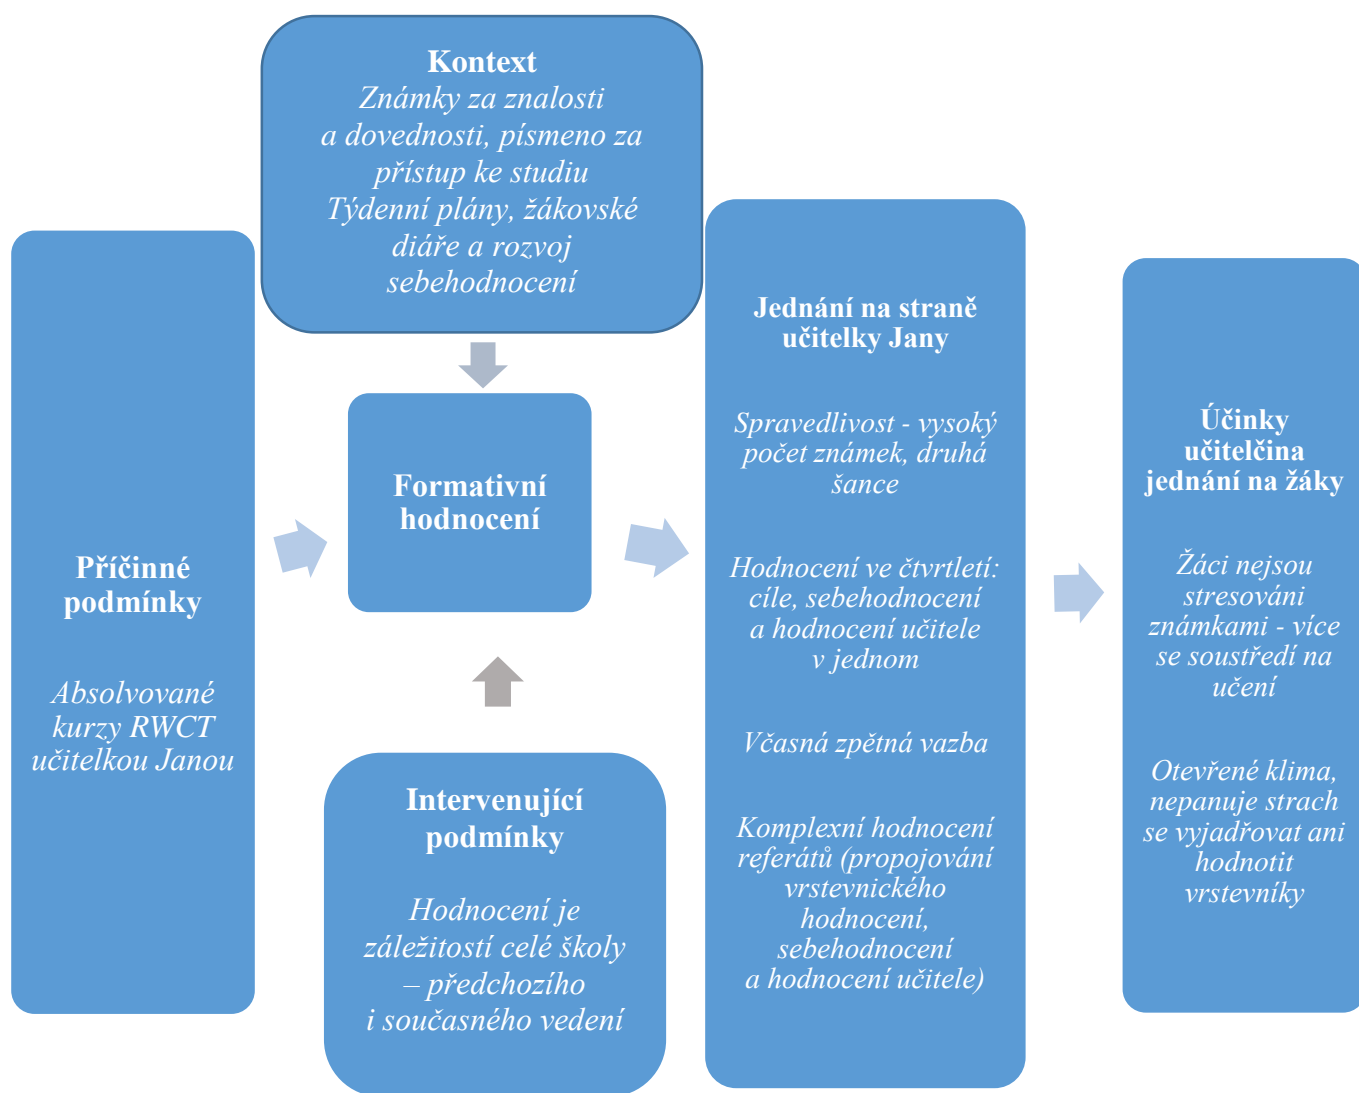 Kontext
Známky za znalosti
a dovednosti, písmeno za
přístup ke studiu
Týdenní plány, žákovské
diáře a rozvoj
sebehodnocení
Příčinné
podmínky
Absolvované
kurzy RWCT
učitelkou Janou
Formativní
hodnocení
Intervenující
podmínky
Hodnocení je
záležitostí celé školy
– předchozího
i současného vedení
Jednání na straně
učitelky Jany
Spravedlivost - vysoký
počet známek, druhá
šance
Hodnocení ve čtvrtletí:
cíle, sebehodnocení
a hodnocení učitele
v jednom
Včasná zpětná vazba
Komplexní hodnocení
referátů (propojování
vrstevnického
hodnocení,
sebehodnocení
a hodnocení učitele)
Účinky
učitelčina
jednání na žáky
Žáci nejsou
stresováni
známkami - více
se soustředí na
učení
Otevřené klima,
nepanuje strach
se vyjadřovat ani
hodnotit
vrstevníky